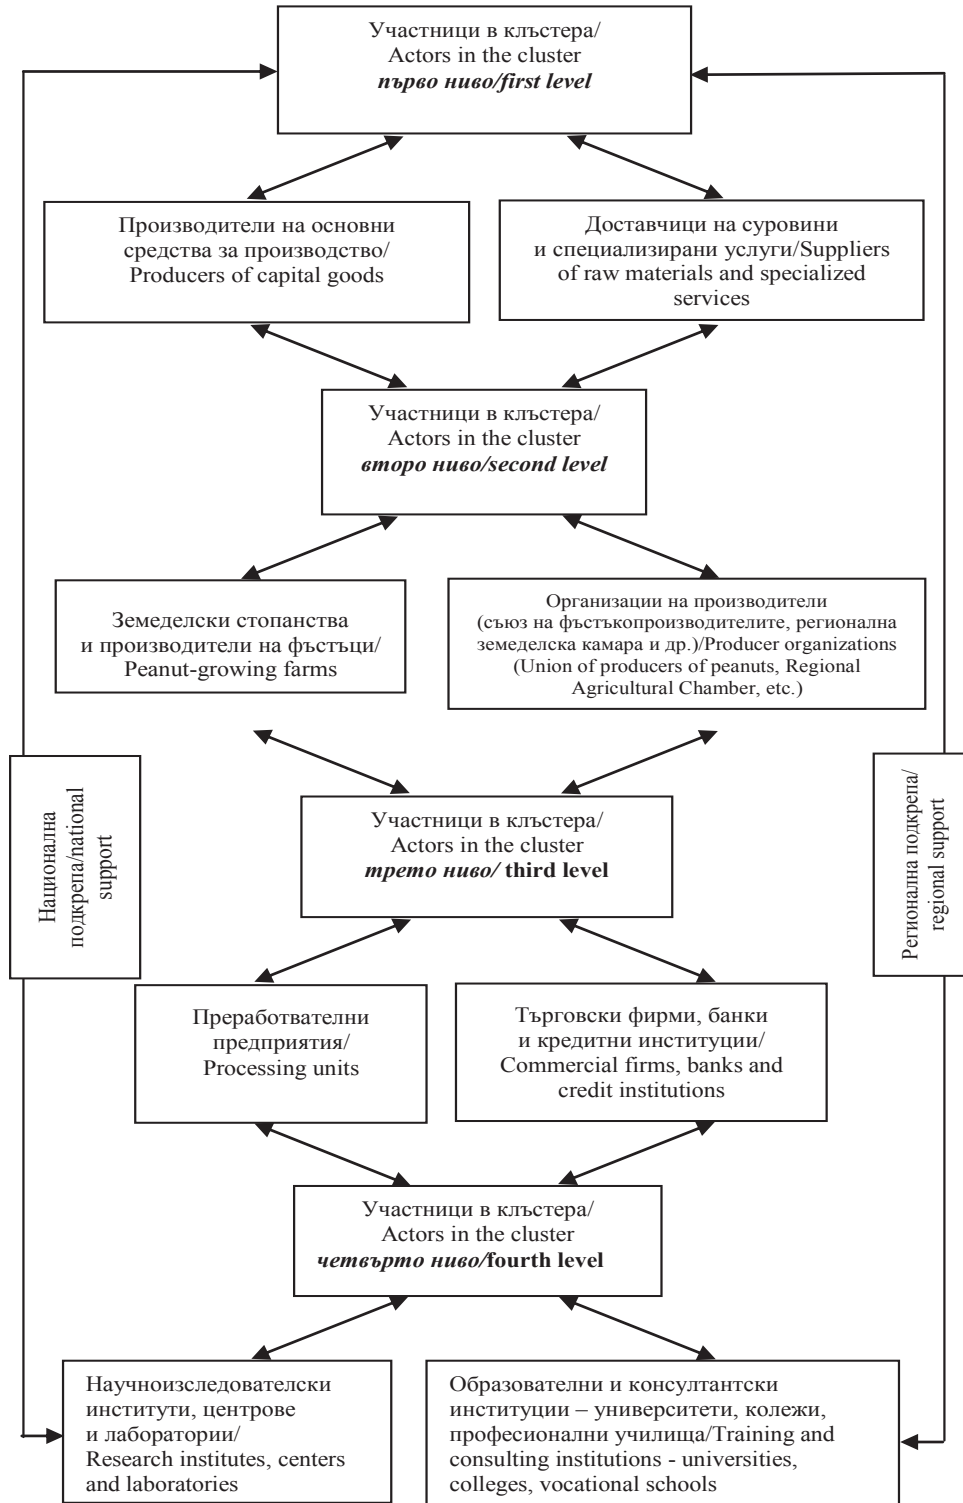 Участници в клъстера/
Actors in the cluster
първо ниво/first level
Производители на основни
средства за производство/
Producers of capital goods
Доставчици на суровини
и специализирани услуги/Suppliers
of raw materials and specialized
services
Участници в клъстера/
Actors in the cluster
второ ниво/second level
Земеделски стопанства
и производители на фъстъци/
Peanut-growing farms
Организации на производители
(съюз на фъстъкопроизводителите, регионална
земеделска камара и др.)/Producer organizations
(Union of producers of peanuts, Regional
Agricultural Chamber, etc.)
Национална
подкрепа/national
support
Регионална подкрепа/
regional support
Участници в клъстера/
Actors in the cluster
трето ниво/ third level
Преработвателни
предприятия/
Processing units
Търговски фирми, банки
и кредитни институции/
Commercial firms, banks and
credit institutions
Участници в клъстера/
Actors in the cluster
четвърто ниво/fourth level
Научноизследователски
институти, центрове
и лаборатории/
Research institutes, centers
and laboratories
Образователни и консултантски
институции – университети, колежи,
професионални училища/Training and
consulting institutions - universities,
colleges, vocational schools